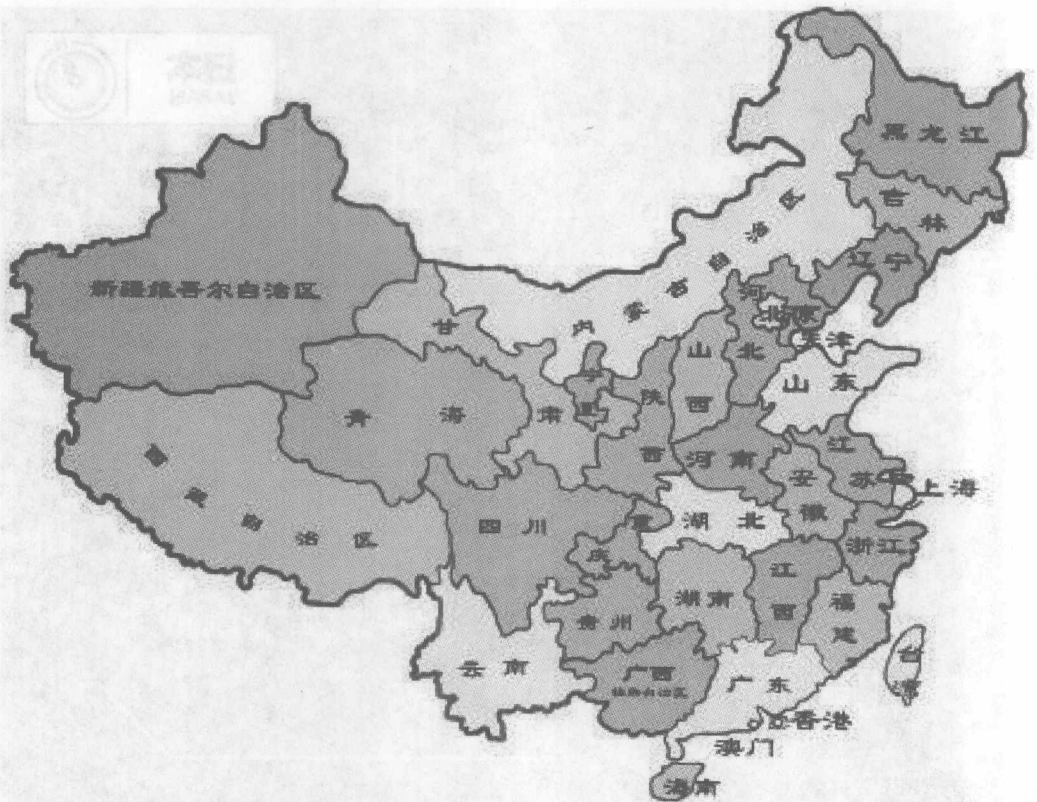 黑龙江
吉林
辽宁
内蒙古自治区
新疆维吾尔自治区
甘肃
青海
西藏自治区
宁夏
陕西
山西
河北
北京
天津
山东
河南
江苏
安徽
上海
四川
重庆
湖北
浙江
湖南
江西
福建
贵州
云南
广西
壮族自治区
广东
台湾
香港
澳门
海南